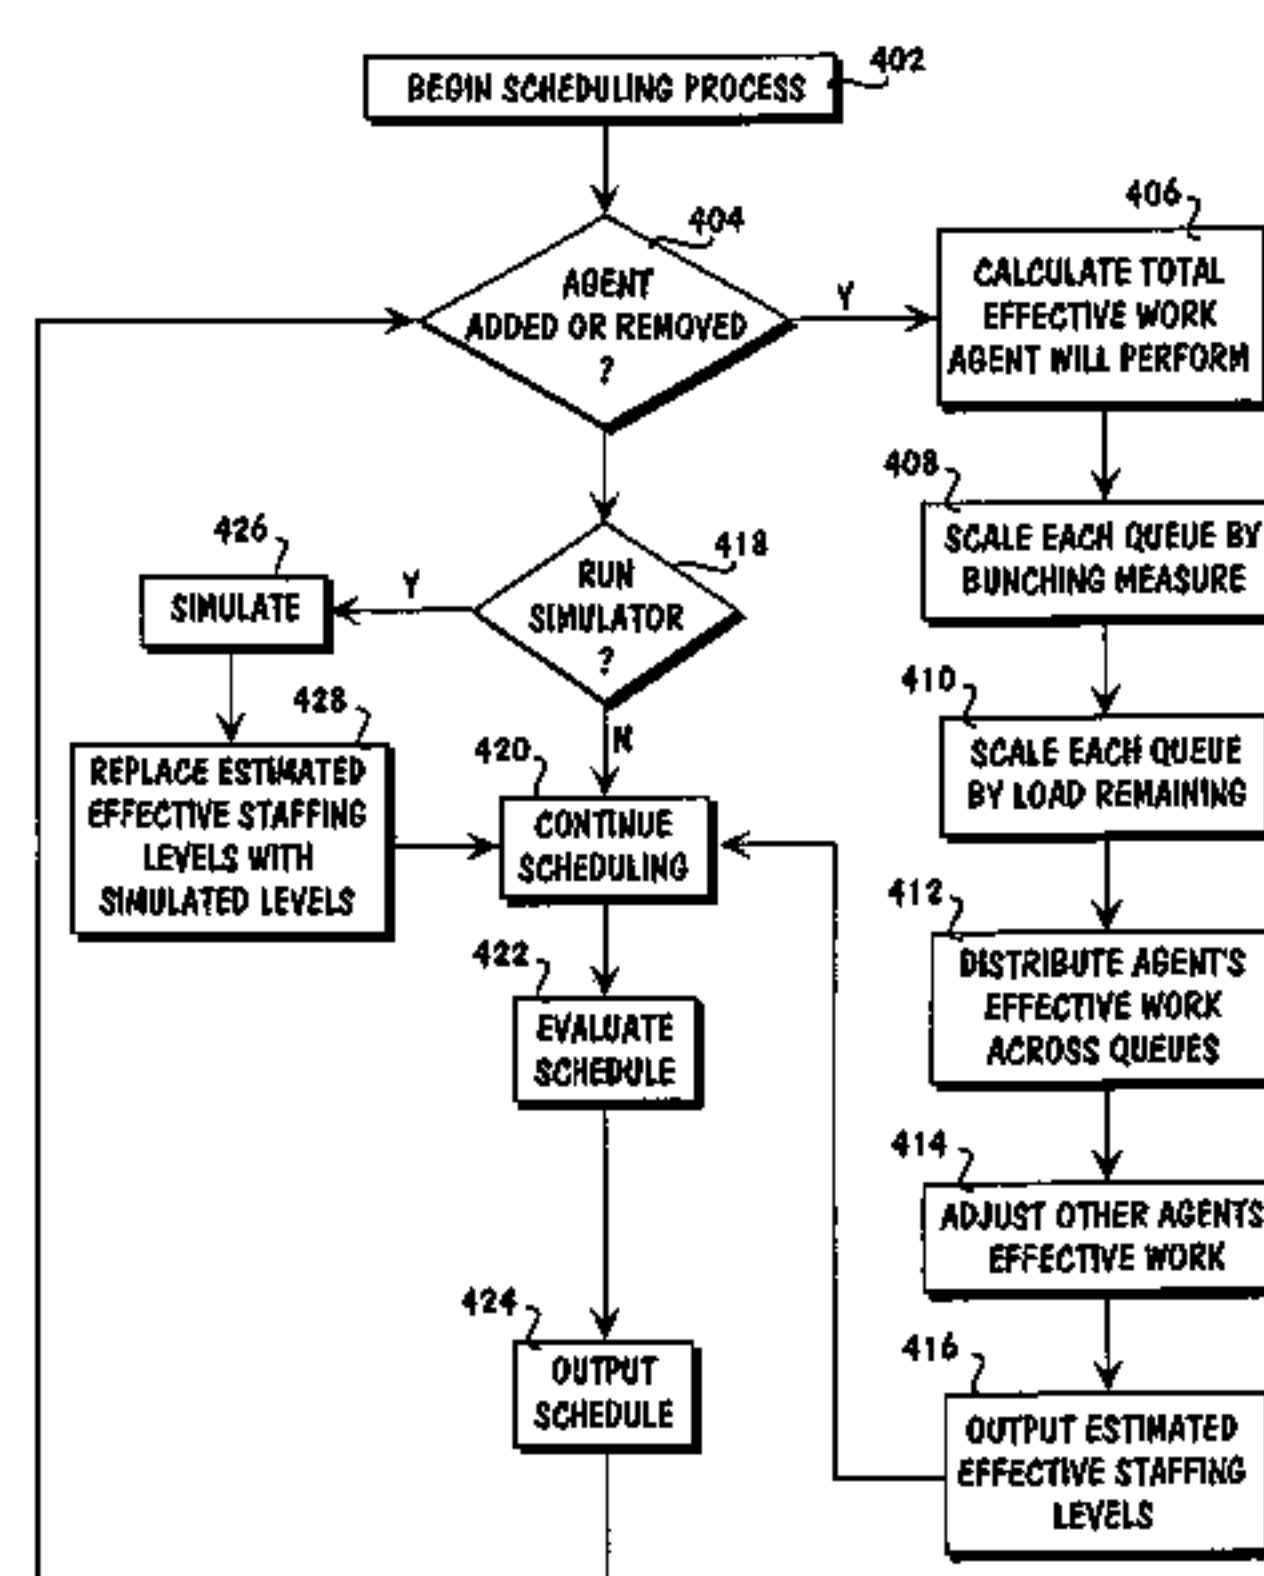 BEGIN SCHEDULING PROCESS
402
404
AGENT
ADDED OR REMOVED
?
Y
406
CALCULATE TOTAL
EFFECTIVE WORK
AGENT WILL PERFORM
408
SCALE EACH QUEUE BY
BUNCHING MEASURE
410
SCALE EACH QUEUE
BY LOAD REMAINING
412
DISTRIBUTE AGENT'S
EFFECTIVE WORK
ACROSS QUEUES
414
ADJUST OTHER AGENTS
EFFECTIVE WORK
416
OUTPUT ESTIMATED
EFFECTIVE STAFFING
LEVELS
418
RUN
SIMULATOR
?
Y
N
426
SIMULATE
428
REPLACE ESTIMATED
EFFECTIVE STAFFING
LEVELS WITH
SIMULATED LEVELS
420
CONTINUE
SCHEDULING
422
EVALUATE
SCHEDULE
424
OUTPUT
SCHEDULE